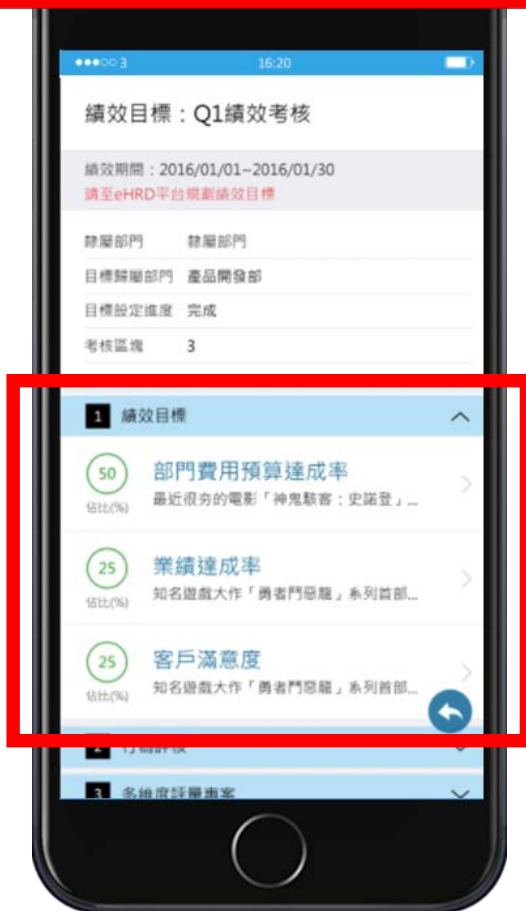 3 16:20
績效目標：Q1績效考核
績效期間：2016/01/01~2016/01/30
請至eHRD平台規劃績效目標
隸屬部門 隸屬部門
目標歸屬部門 產品開發部
目標設定進度 完成
考核區塊 3
1 績效目標
50 部門費用預算達成率
佔比(%) 最近很夯的電影「神鬼駭客：史諾登」...
25 業績達成率
佔比(%) 知名遊戲大作「勇者鬥惡龍」系列首部...
25 客戶滿意度
佔比(%) 知名遊戲大作「勇者鬥惡龍」系列首部...
2 行為評核
3 多維度評量專案